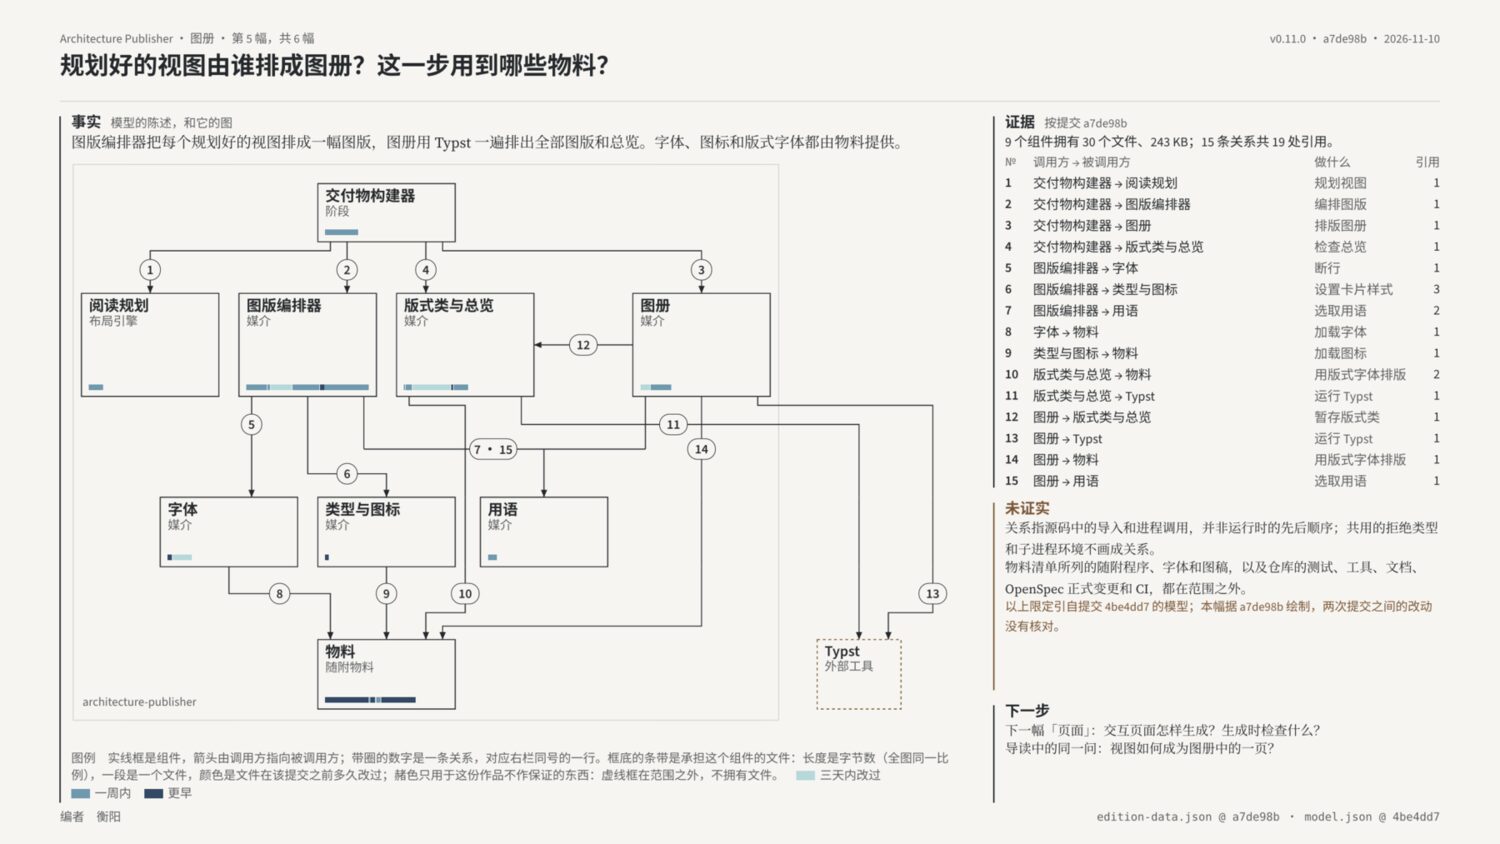 Architecture Publisher • 图册 • 第 5 幅，共 6 幅
v0.11.0 • a7de98b • 2026-11-10
规划好的视图由谁排成图册？这一步用到哪些物料？
事实 模型的陈述，和它的图
图版编排器把每个规划好的视图排成一幅图版，图册用 Typst 一遍排出全部图版和总览。字体、图标和版式字体都由物料提供。
交付物构建器
阶段
1
2
4
3
阅读规划
布局引擎
图版编排器
媒介
版式类与总览
媒介
图册
媒介
12
5
11
7 • 15
14
6
字体
媒介
类型与图标
媒介
用语
媒介
8
9
10
13
物料
随附物料
Typst
外部工具
architecture-publisher
图例 实线框是组件，箭头由调用方指向被调用方；带圈的数字是一条关系，对应右栏同号的一行。框底的条带是承担这个组件的文件：长度是字节数（全图同一比
例），一段是一个文件，颜色是文件在该提交之前多久改过；赭色只用于这份作品不作保证的东西：虚线框在范围之外，不拥有文件。 三天内改过
一周内 更早
证据 按提交 a7de98b
9 个组件拥有 30 个文件、243 KB；15 条关系共 19 处引用。
№ 调用方 → 被调用方 做什么 引用
1 交付物构建器 → 阅读规划 规划视图 1
2 交付物构建器 → 图版编排器 编排图版 1
3 交付物构建器 → 图册 排版图册 1
4 交付物构建器 → 版式类与总览 检查总览 1
5 图版编排器 → 字体 断行 1
6 图版编排器 → 类型与图标 设置卡片样式 3
7 图版编排器 → 用语 选取用语 2
8 字体 → 物料 加载字体 1
9 类型与图标 → 物料 加载图标 1
10 版式类与总览 → 物料 用版式字体排版 2
11 版式类与总览 → Typst 运行 Typst 1
12 图册 → 版式类与总览 暂存版式类 1
13 图册 → Typst 运行 Typst 1
14 图册 → 物料 用版式字体排版 1
15 图册 → 用语 选取用语 1
未证实
关系指源码中的导入和进程调用，并非运行时的先后顺序；共用的拒绝类型
和子进程环境不画成关系。
物料清单所列的随附程序、字体和图稿，以及仓库的测试、工具、文档、
OpenSpec 正式变更和 CI，都在范围之外。
以上限定引自提交 4be4dd7 的模型；本幅据 a7de98b 绘制，两次提交之间的改动
没有核对。
下一步
下一幅「页面」：交互页面怎样生成？生成时检查什么？
导读中的同一问：视图如何成为图册中的一页？
编者 衡阳
edition-data.json @ a7de98b · model.json @ 4be4dd7